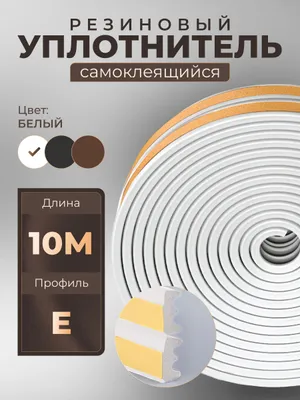 РЕЗИНОВЫЙ
УПЛОТНИТЕЛЬ
самоклеящийся
Цвет:
БЕЛЫЙ
Длина
10М
Профиль
E